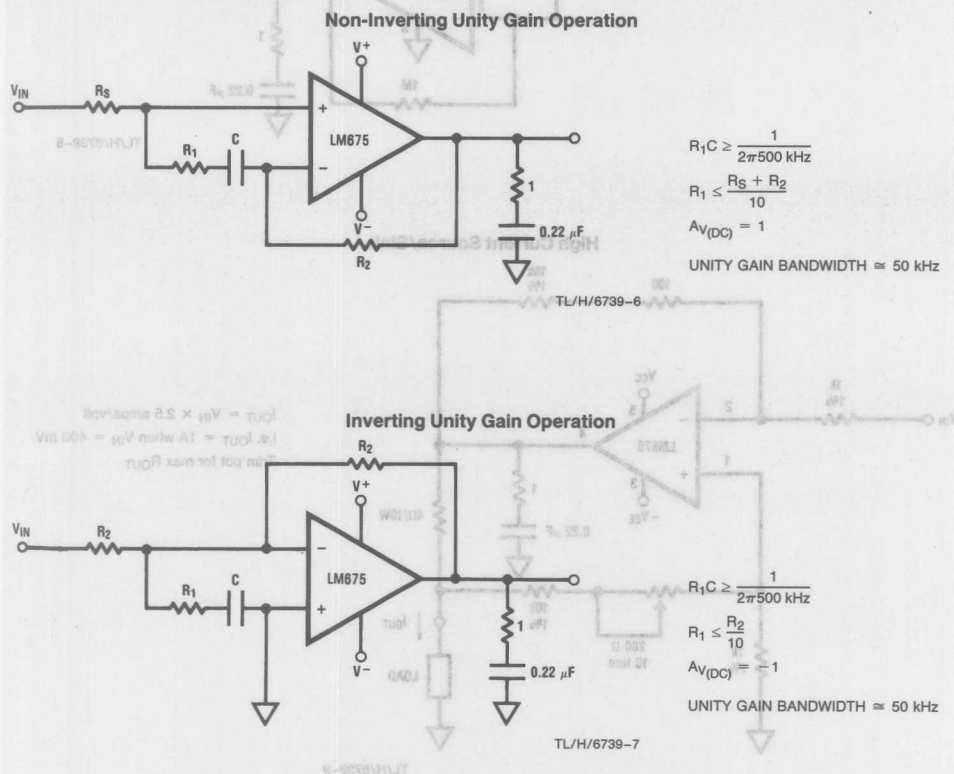 Non-Inverting Unity Gain Operation
V+
VIN
RS
+
LM675
R1
C
−
V−
R2
1
0.22 µF
R1C ≥ 1 / 2π500 kHz
R1 ≤ RS + R2 / 10
AV(DC) = 1
UNITY GAIN BANDWIDTH ≅ 50 kHz
TL/H/6739-6
Inverting Unity Gain Operation
R2
V+
VIN
R2
−
LM675
R1
C
+
V−
1
0.22 µF
R1C ≥ 1 / 2π500 kHz
R1 ≤ R2 / 10
AV(DC) = −1
UNITY GAIN BANDWIDTH ≅ 50 kHz
TL/H/6739-7